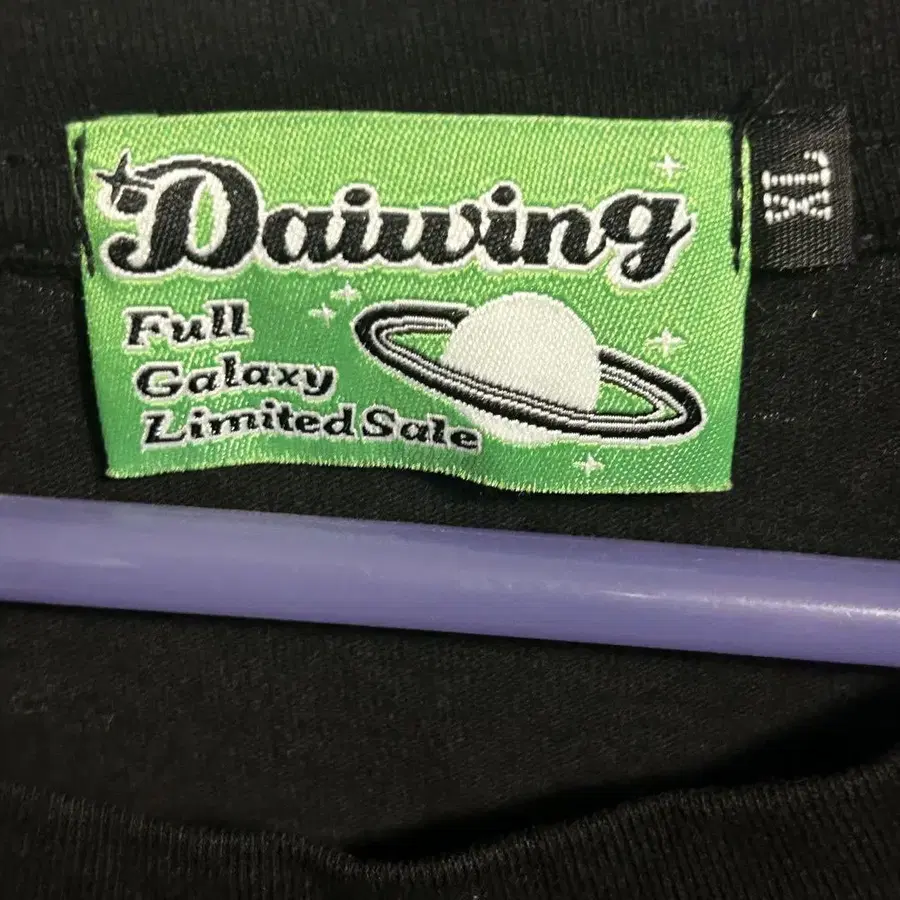 Daiwing
XL
Full
Galaxy
Limited Sale